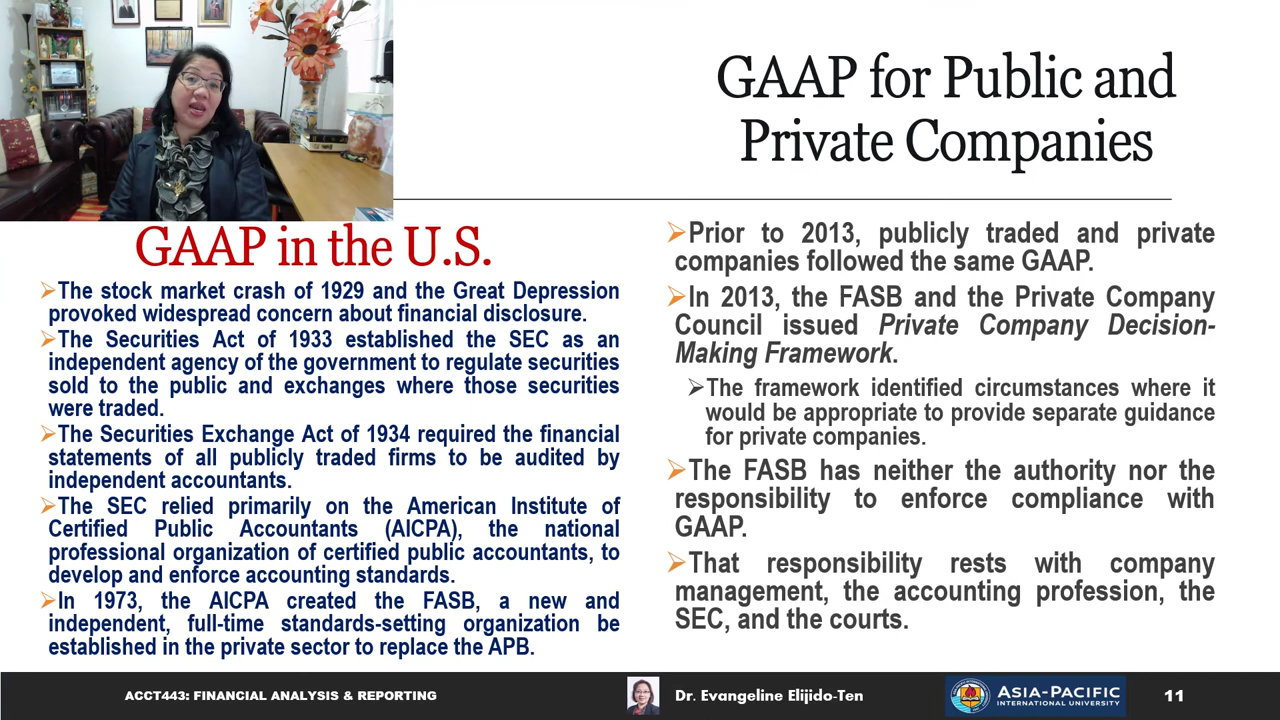 GAAP for Public and
Private Companies
GAAP in the U.S.
➢The stock market crash of 1929 and the Great Depression
provoked widespread concern about financial disclosure.
➢The Securities Act of 1933 established the SEC as an
independent agency of the government to regulate securities
sold to the public and exchanges where those securities
were traded.
➢The Securities Exchange Act of 1934 required the financial
statements of all publicly traded firms to be audited by
independent accountants.
➢The SEC relied primarily on the American Institute of
Certified Public Accountants (AICPA), the national
professional organization of certified public accountants, to
develop and enforce accounting standards.
➢In 1973, the AICPA created the FASB, a new and
independent, full-time standards-setting organization be
established in the private sector to replace the APB.
➢Prior to 2013, publicly traded and private
companies followed the same GAAP.
➢In 2013, the FASB and the Private Company
Council issued Private Company Decision-
Making Framework.
➢The framework identified circumstances where it
would be appropriate to provide separate guidance
for private companies.
➢The FASB has neither the authority nor the
responsibility to enforce compliance with
GAAP.
➢That responsibility rests with company
management, the accounting profession, the
SEC, and the courts.
ACCT443: FINANCIAL ANALYSIS & REPORTING
Dr. Evangeline Elijido-Ten
ASIA-PACIFIC
INTERNATIONAL UNIVERSITY
11